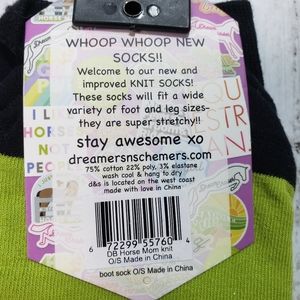 WHOOP WHOOP NEW
SOCKS!!
Welcome to our new and
improved KNIT SOCKS!
These socks will fit a wide
variety of foot and leg sizes-
they are super stretchy!!
stay awesome xo
dreamersnschemers.com
75% cotton 22% poly, 3% elastane
wash cool & hang to dry
d&s is located on the west coast
made with love in China
6 72299 55760 4
DB Horse Mom knit
O/S Made in China
boot sock O/S Made in China